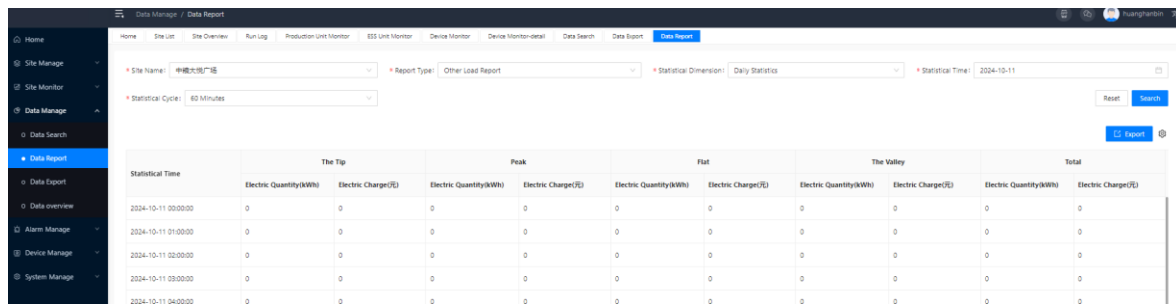 Data Manage / Data Report
huanghanbin
Home
Home Site List Site Overview Run Log Production Unit Monitor ESS Unit Monitor Device Monitor Device Monitor-detail Data Search Data Export Data Report
Site Manage
* Site Name: 中粮大悦广场 * Report Type: Other Load Report * Statistical Dimension: Daily Statistics * Statistical Time: 2024-10-11
Site Monitor
* Statistical Cycle: 60 Minutes Reset Search
Data Manage
Data Search
Export
Data Report
Statistical Time The Tip Peak Flat The Valley Total
Electric Quantity(kWh) Electric Charge(元) Electric Quantity(kWh) Electric Charge(元) Electric Quantity(kWh) Electric Charge(元) Electric Quantity(kWh) Electric Charge(元) Electric Quantity(kWh) Electric Charge(元)
Data Export
Data overview
2024-10-11 00:00:00 0 0 0 0 0 0 0 0 0 0
Alarm Manage
2024-10-11 01:00:00 0 0 0 0 0 0 0 0 0 0
Device Manage
2024-10-11 02:00:00 0 0 0 0 0 0 0 0 0 0
System Manage
2024-10-11 03:00:00 0 0 0 0 0 0 0 0 0 0
2024-10-11 04:00:00 0 0 0 0 0 0 0 0 0 0